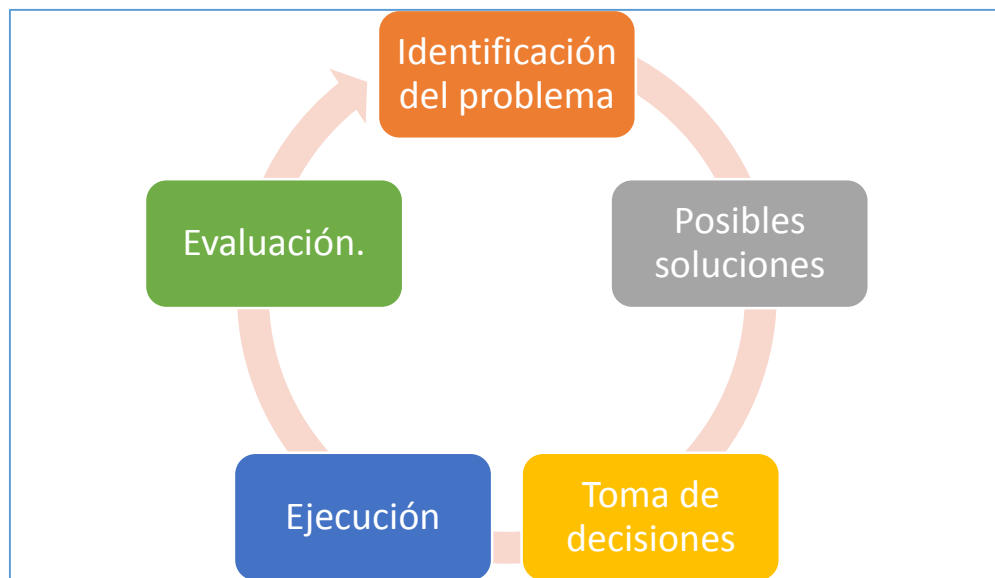 Identificación
del problema
Posibles
soluciones
Toma de
decisiones
Ejecución
Evaluación.